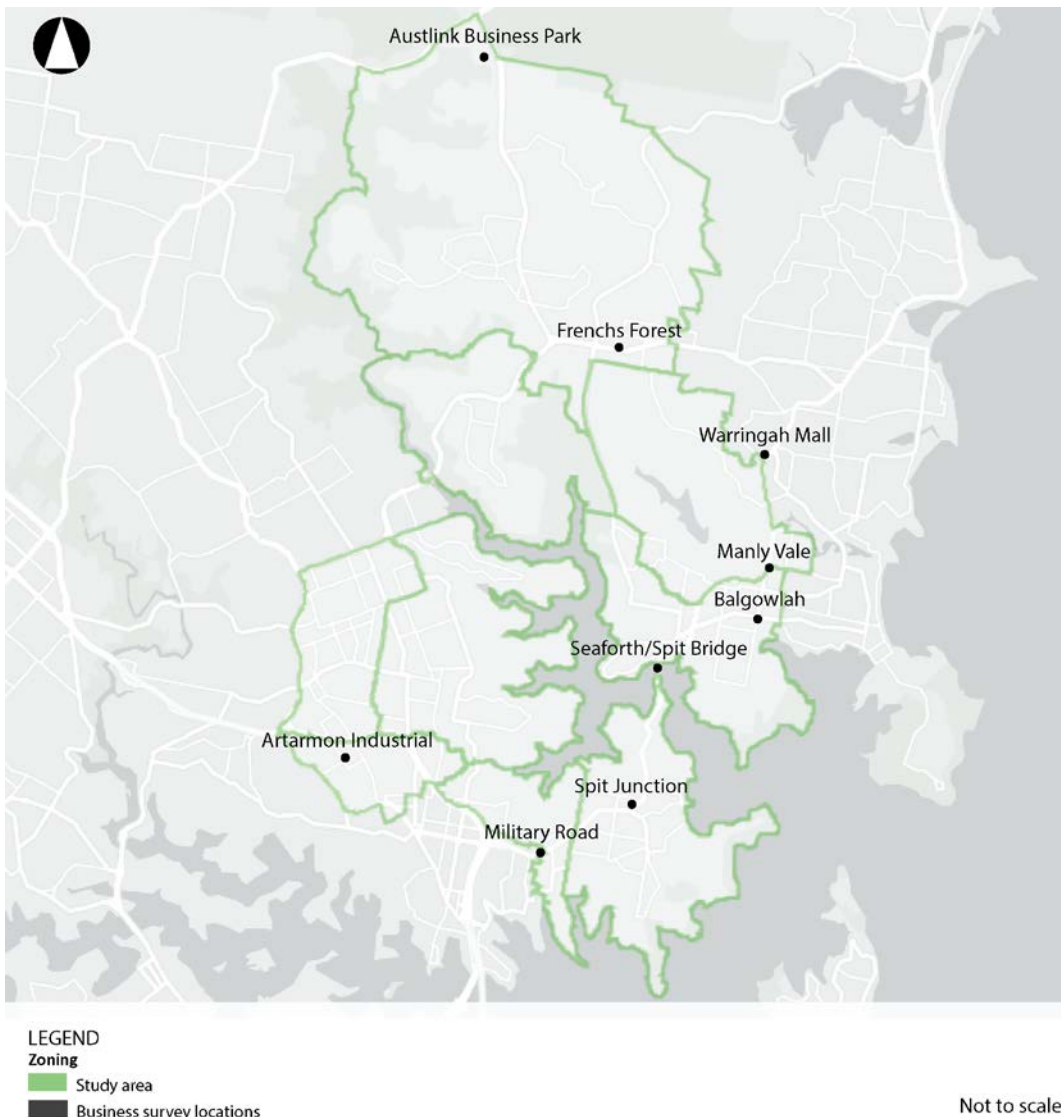 Austlink Business Park
Frenchs Forest
Warringah Mall
Manly Vale
Balgowlah
Seaforth/Spit Bridge
Artarmon Industrial
Spit Junction
Military Road
LEGEND
Zoning
Study area
Business survey locations
Not to scale